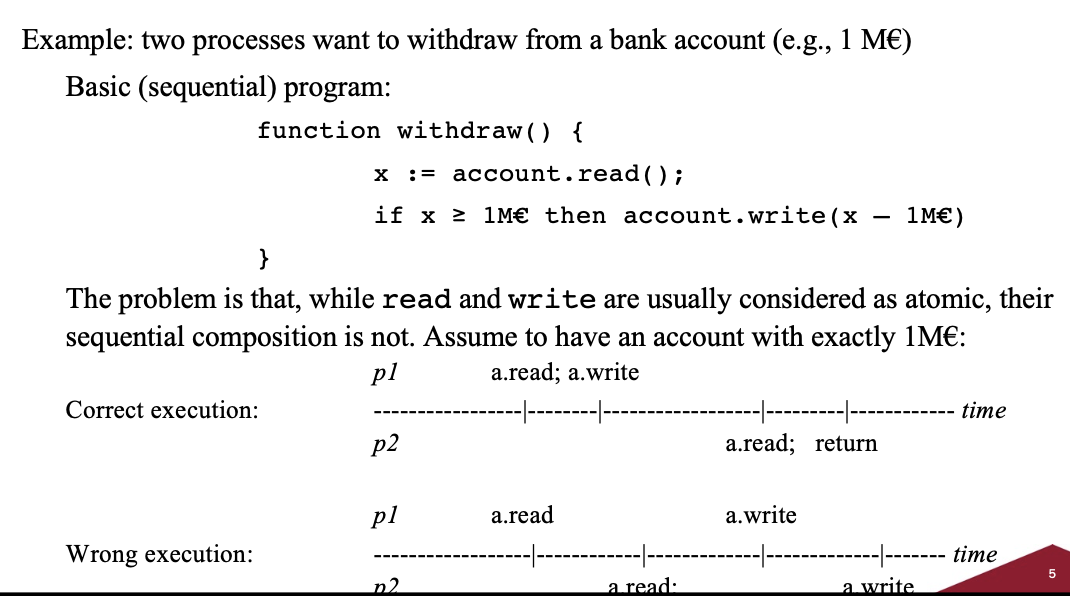 Example: two processes want to withdraw from a bank account (e.g., 1 M€)
Basic (sequential) program:
function withdraw() {
x := account.read();
if x ≥ 1M€ then account.write(x – 1M€)
}
The problem is that, while read and write are usually considered as atomic, their
sequential composition is not. Assume to have an account with exactly 1M€:
p1 a.read; a.write
Correct execution: -----------------|--------|------------------|---------|------------ time
p2 a.read; return
p1 a.read a.write
Wrong execution: ------------------|------------|-------------|-------------|------- time
5
p2 a.read; a.write